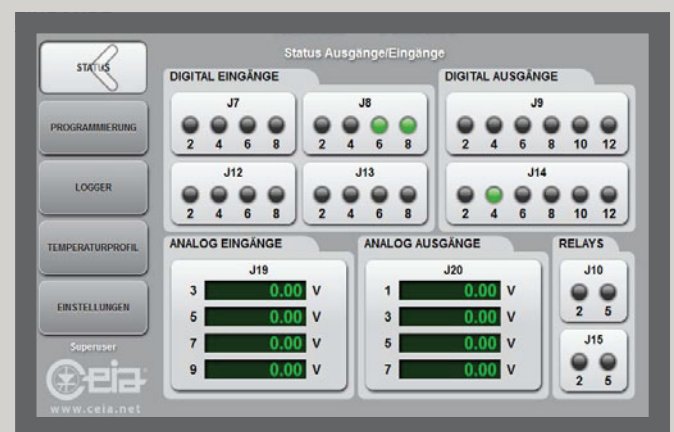 Status Ausgänge/Eingänge
STATUS
PROGRAMMIERUNG
LOGGER
TEMPERATURPROFIL
EINSTELLUNGEN
Superuser
Ceia
www.ceia.net
DIGITAL EINGÄNGE
J7
2 4 6 8
J8
2 4 6 8
J12
2 4 6 8
J13
2 4 6 8
DIGITAL AUSGÄNGE
J9
2 4 6 8 10 12
J14
2 4 6 8 10 12
ANALOG EINGÄNGE
J19
3 0.00 V
5 0.00 V
7 0.00 V
9 0.00 V
ANALOG AUSGÄNGE
J20
1 0.00 V
3 0.00 V
5 0.00 V
7 0.00 V
RELAYS
J10
2 5
J15
2 5